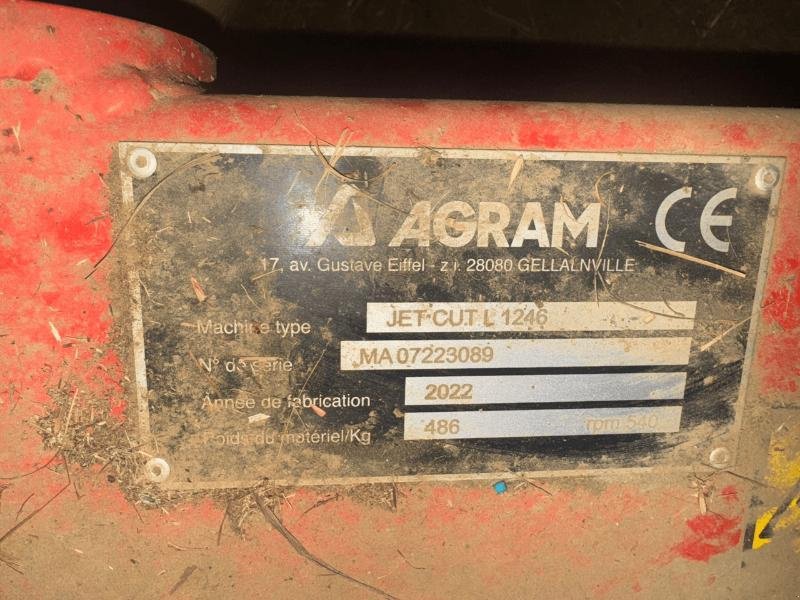 AGRAM CE
17, av. Gustave Eiffel - z i. 28080 GELLALNVILLE
Machine type JET CUT L 1246
N° de série MA 07223089
Année de fabrication 2022
Poids du matériel/Kg 486 rpm 540